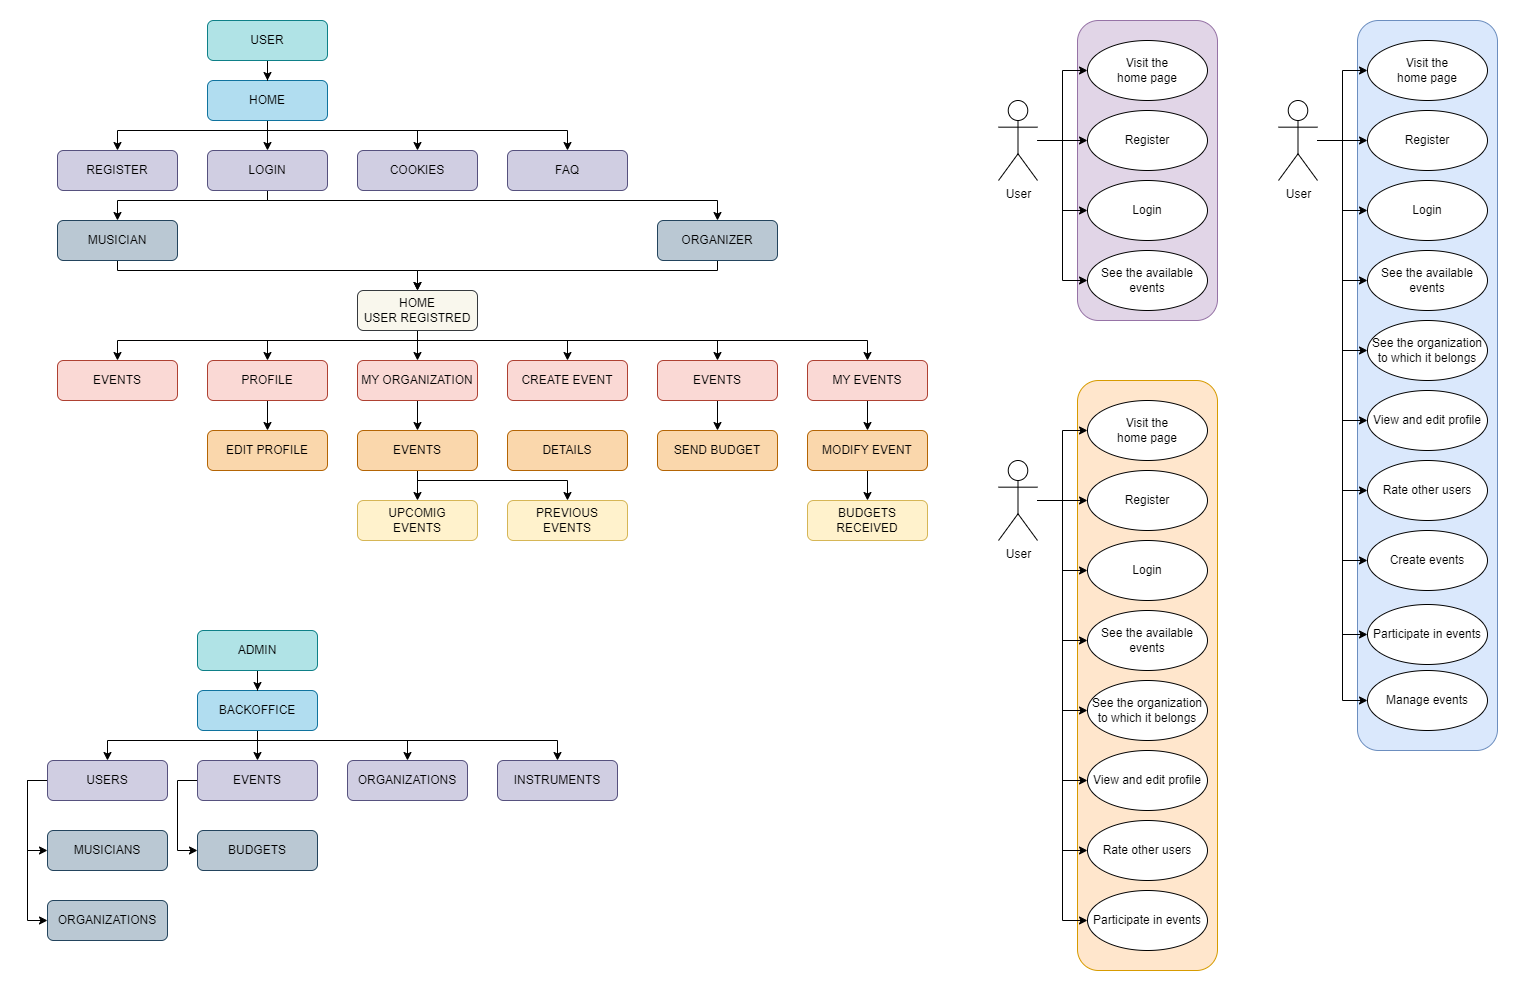 USER
HOME
REGISTER
LOGIN
COOKIES
FAQ
MUSICIAN
ORGANIZER
HOME
USER REGISTRED
EVENTS
PROFILE
MY ORGANIZATION
CREATE EVENT
EVENTS
MY EVENTS
EDIT PROFILE
EVENTS
DETAILS
SEND BUDGET
MODIFY EVENT
UPCOMIG
EVENTS
PREVIOUS
EVENTS
BUDGETS
RECEIVED
ADMIN
BACKOFFICE
USERS
EVENTS
ORGANIZATIONS
INSTRUMENTS
MUSICIANS
BUDGETS
ORGANIZATIONS
User
Visit the
home page
Register
Login
See the available
events
User
Visit the
home page
Register
Login
See the available
events
See the organization
to which it belongs
View and edit profile
Rate other users
Participate in events
User
Visit the
home page
Register
Login
See the available
events
See the organization
to which it belongs
View and edit profile
Rate other users
Create events
Participate in events
Manage events